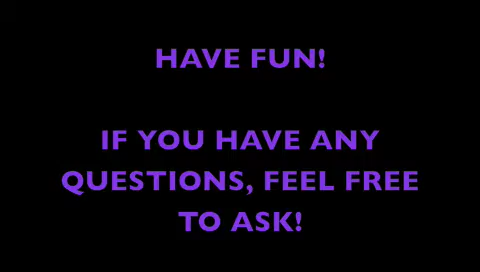 HAVE FUN!
IF YOU HAVE ANY
QUESTIONS, FEEL FREE
TO ASK!